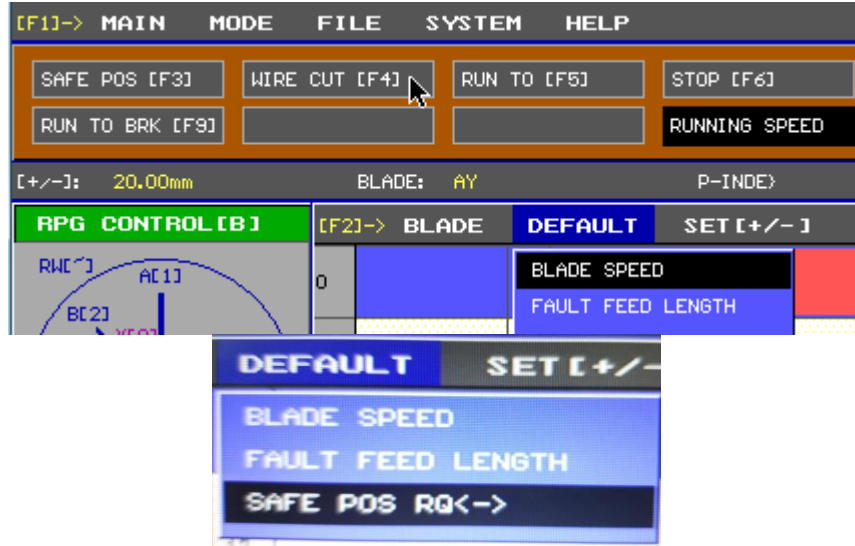 [F1]-> MAIN MODE FILE SYSTEM HELP
SAFE POS [F3] WIRE CUT [F4] RUN TO [F5] STOP [F6]
RUN TO BRK [F9] RUNNING SPEED
[+/-]: 20.00mm BLADE: AY P-INDE>
RPG CONTROL[B] [F2]-> BLADE DEFAULT SET[+/-]
RW[~] A[1] 0 BLADE SPEED
B[2] FAULT FEED LENGTH
DEFAULT SET[+/-
BLADE SPEED
FAULT FEED LENGTH
SAFE POS RQ<->